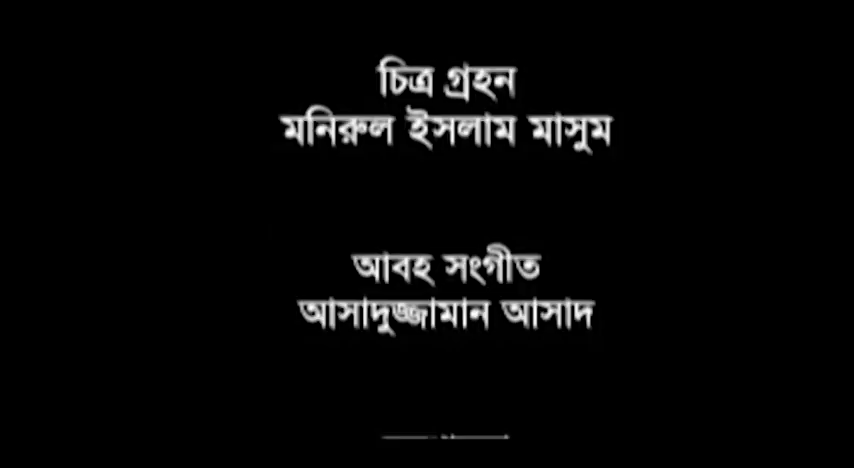 চিত্র গ্রহন
মনিরুল ইসলাম মাসুম
আবহ সংগীত
আসাদুজ্জামান আসাদ